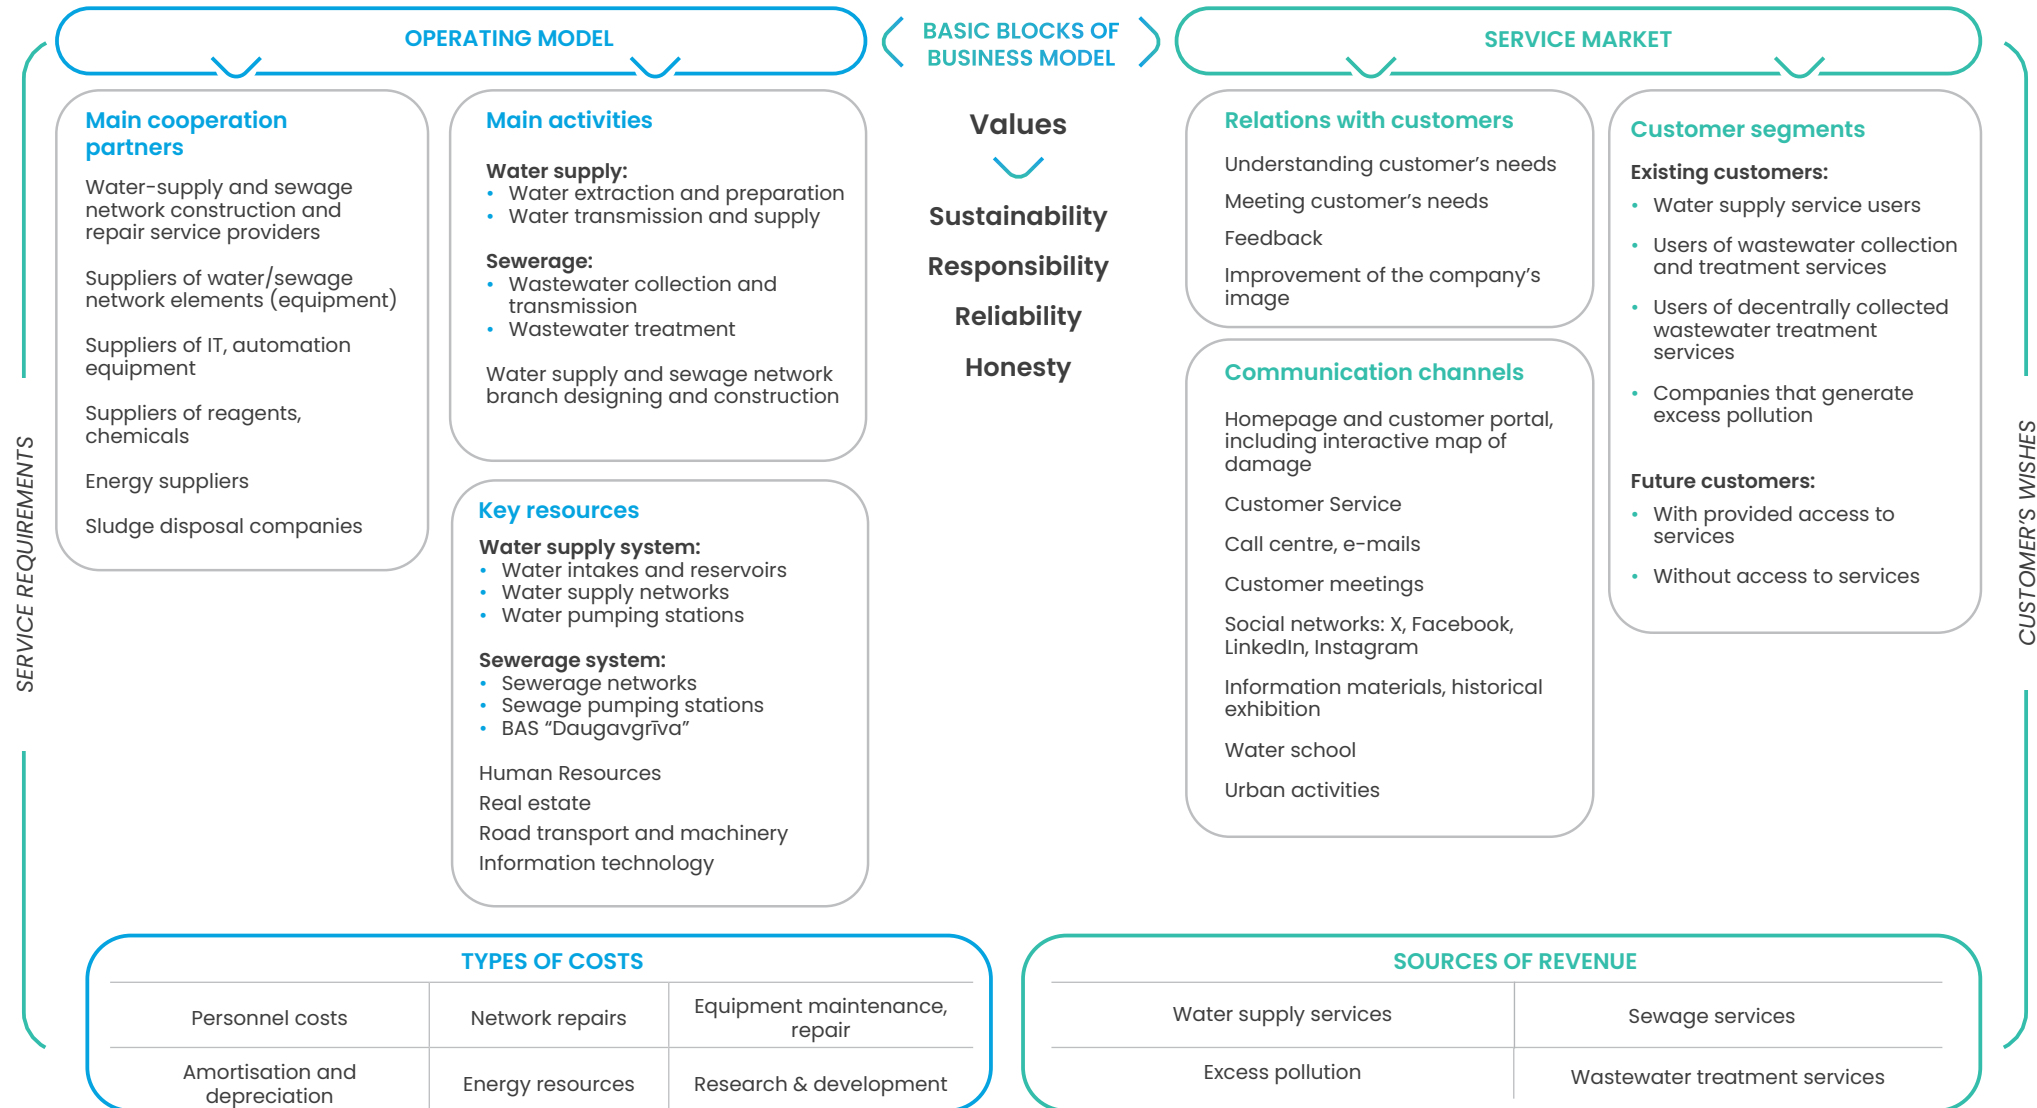 OPERATING MODEL
BASIC BLOCKS OF
BUSINESS MODEL
SERVICE MARKET
SERVICE REQUIREMENTS
Main cooperation
partners
Water-supply and sewage
network construction and
repair service providers
Suppliers of water/sewage
network elements (equipment)
Suppliers of IT, automation
equipment
Suppliers of reagents,
chemicals
Energy suppliers
Sludge disposal companies
Main activities
Water supply:
• Water extraction and preparation
• Water transmission and supply
Sewerage:
• Wastewater collection and
transmission
• Wastewater treatment
Water supply and sewage network
branch designing and construction
Key resources
Water supply system:
• Water intakes and reservoirs
• Water supply networks
• Water pumping stations
Sewerage system:
• Sewerage networks
• Sewage pumping stations
• BAS “Daugavgrīva”
Human Resources
Real estate
Road transport and machinery
Information technology
Values
Sustainability
Responsibility
Reliability
Honesty
Relations with customers
Understanding customer’s needs
Meeting customer’s needs
Feedback
Improvement of the company’s
image
Communication channels
Homepage and customer portal,
including interactive map of
damage
Customer Service
Call centre, e-mails
Customer meetings
Social networks: X, Facebook,
LinkedIn, Instagram
Information materials, historical
exhibition
Water school
Urban activities
Customer segments
Existing customers:
• Water supply service users
• Users of wastewater collection
and treatment services
• Users of decentrally collected
wastewater treatment
services
• Companies that generate
excess pollution
Future customers:
• With provided access to
services
• Without access to services
CUSTOMER’S WISHES
TYPES OF COSTS
Personnel costs
Network repairs
Equipment maintenance,
repair
Amortisation and
depreciation
Energy resources
Research & development
SOURCES OF REVENUE
Water supply services
Sewage services
Excess pollution
Wastewater treatment services